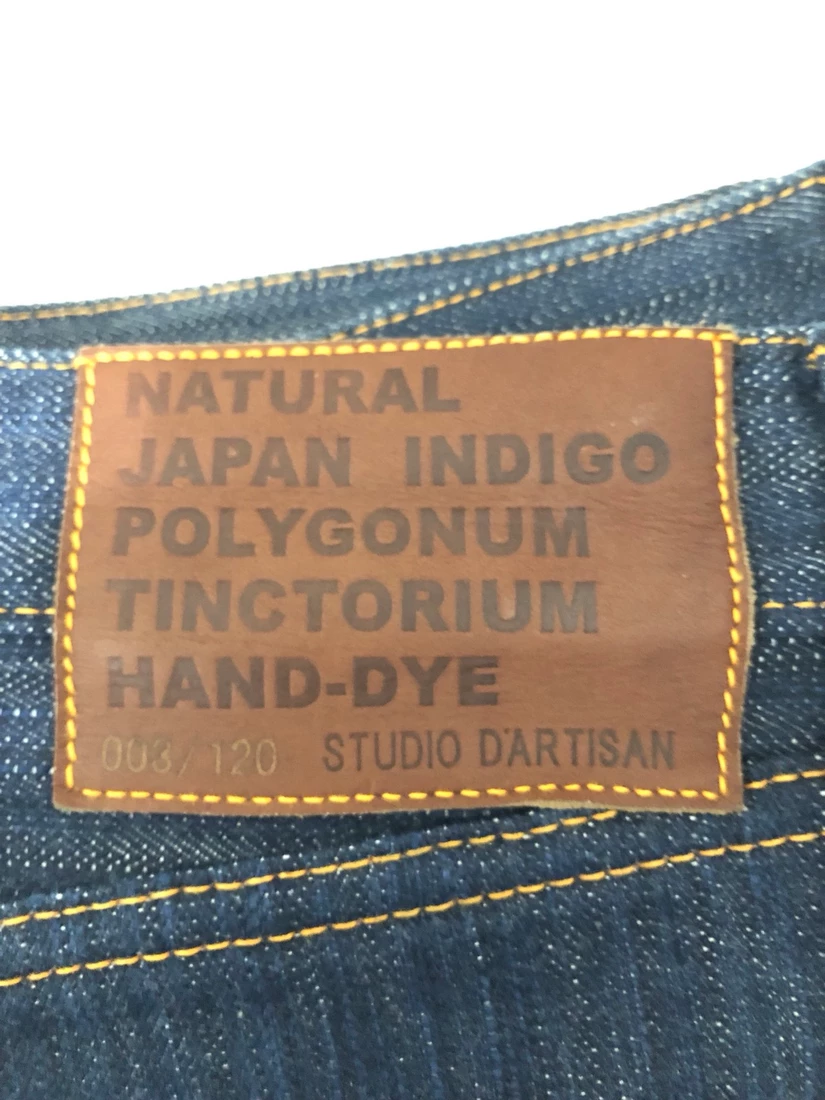 NATURAL
JAPAN INDIGO
POLYGONUM
TINCTORIUM
HAND-DYE
003/120 STUDIO D'ARTISAN